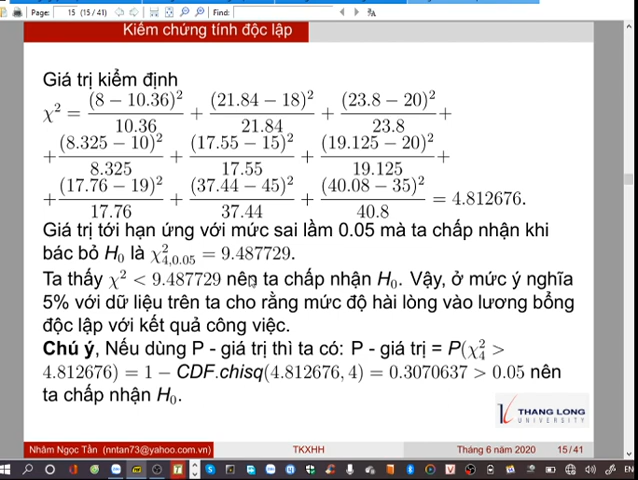 Page: 15 (15 / 41) Find:
Kiểm chứng tính độc lập
Giá trị kiểm định
χ² = (8 − 10.36)²/10.36 + (21.84 − 18)²/21.84 + (23.8 − 20)²/23.8 +
+ (8.325 − 10)²/8.325 + (17.55 − 15)²/17.55 + (19.125 − 20)²/19.125 +
+ (17.76 − 19)²/17.76 + (37.44 − 45)²/37.44 + (40.08 − 35)²/40.8 = 4.812676.
Giá trị tới hạn ứng với mức sai lầm 0.05 mà ta chấp nhận khi
bác bỏ H₀ là χ²₄,₀.₀₅ = 9.487729.
Ta thấy χ² < 9.487729 nên ta chấp nhận H₀. Vậy, ở mức ý nghĩa
5% với dữ liệu trên ta cho rằng mức độ hài lòng vào lương bổng
độc lập với kết quả công việc.
Chú ý, Nếu dùng P - giá trị thì ta có: P - giá trị = P(χ²₄ >
4.812676) = 1 − CDF.chisq(4.812676, 4) = 0.3070637 > 0.05 nên
ta chấp nhận H₀.
THANG LONG
UNIVERSITY
Nhâm Ngọc Tần (nntan73@yahoo.com.vn) TKXHH Tháng 6 năm 2020 15 / 41
EN